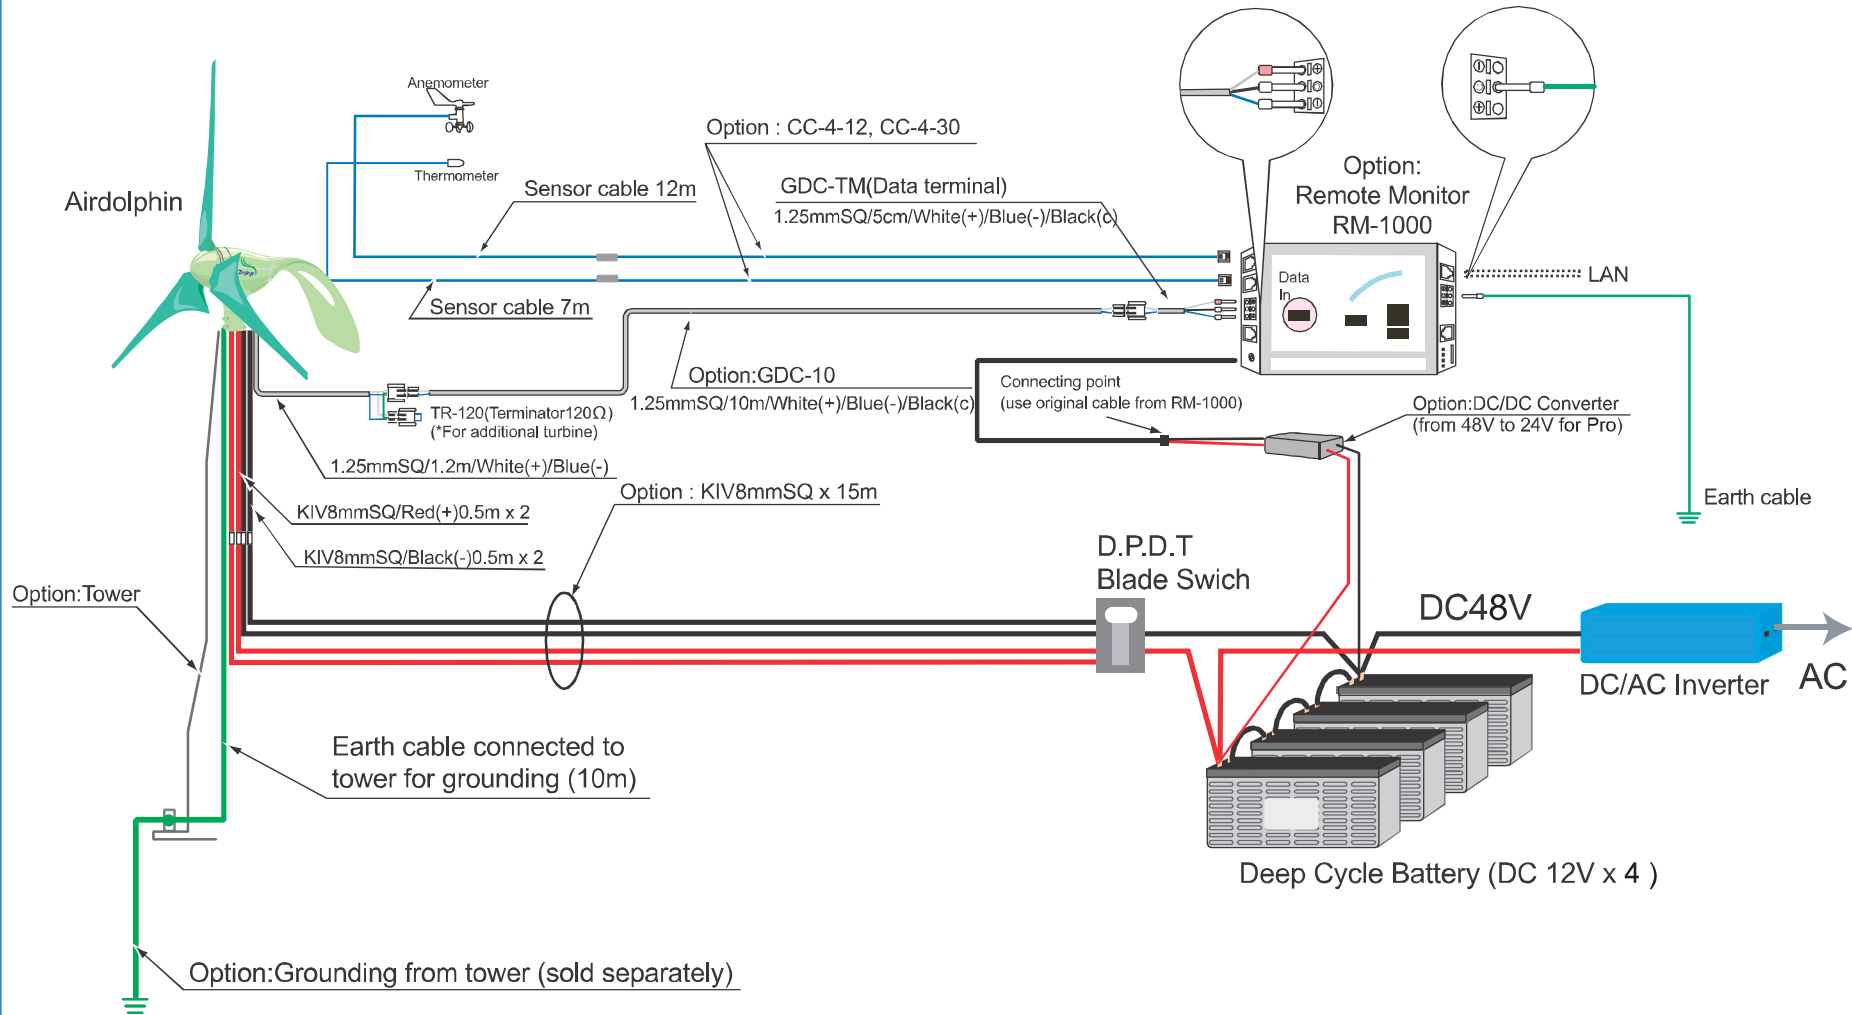 Airdolphin
Anemometer
Thermometer
Sensor cable 12m
Sensor cable 7m
Option : CC-4-12, CC-4-30
GDC-TM(Data terminal)
1.25mmSQ/5cm/White(+)/Blue(-)/Black(c)
Option:
Remote Monitor
RM-1000
Data
In
LAN
Option:GDC-10
1.25mmSQ/10m/White(+)/Blue(-)/Black(c)
Connecting point
(use original cable from RM-1000)
Option:DC/DC Converter
(from 48V to 24V for Pro)
TR-120(Terminator120Ω)
(*For additional turbine)
1.25mmSQ/1.2m/White(+)/Blue(-)
KIV8mmSQ/Red(+)0.5m x 2
KIV8mmSQ/Black(-)0.5m x 2
Option : KIV8mmSQ x 15m
Earth cable
D.P.D.T
Blade Swich
Option:Tower
DC48V
DC/AC Inverter
AC
Earth cable connected to
tower for grounding (10m)
Deep Cycle Battery (DC 12V x 4 )
Option:Grounding from tower (sold separately)